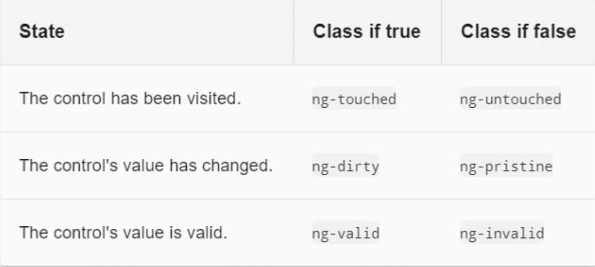 State Class if true Class if false
The control has been visited. ng-touched ng-untouched
The control's value has changed. ng-dirty ng-pristine
The control's value is valid. ng-valid ng-invalid